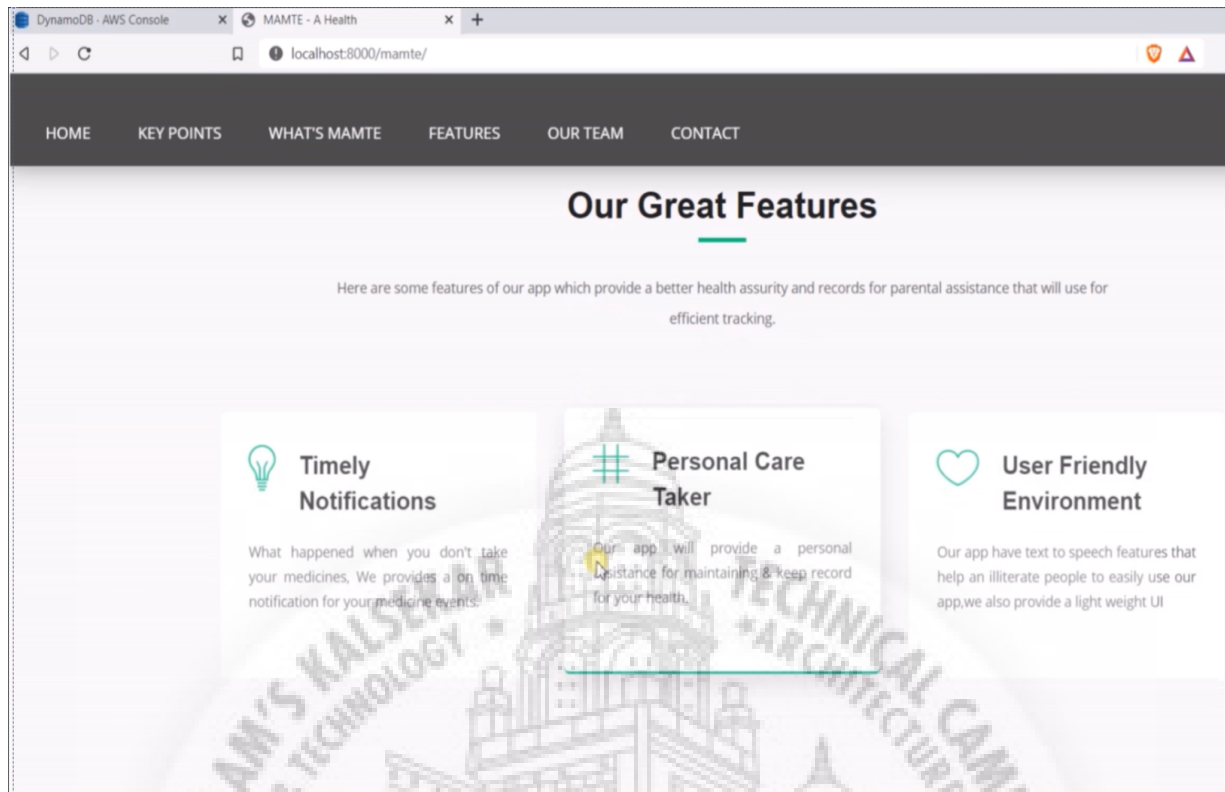 DynamoDB - AWS Console
MAMTE - A Health
localhost:8000/mamte/
HOME KEY POINTS WHAT'S MAMTE FEATURES OUR TEAM CONTACT
Our Great Features
Here are some features of our app which provide a better health assurity and records for parental assistance that will use for
efficient tracking.
Timely
Notifications
What happened when you don't take
your medicines, We provides a on time
notification for your medicine events.
Personal Care
Taker
Our app will provide a personal
assistance for maintaining & keep record
for your health.
User Friendly
Environment
Our app have text to speech features that
help an illiterate people to easily use our
app,we also provide a light weight UI
KALSEKAR TECHNICAL
TECHNOLOGY